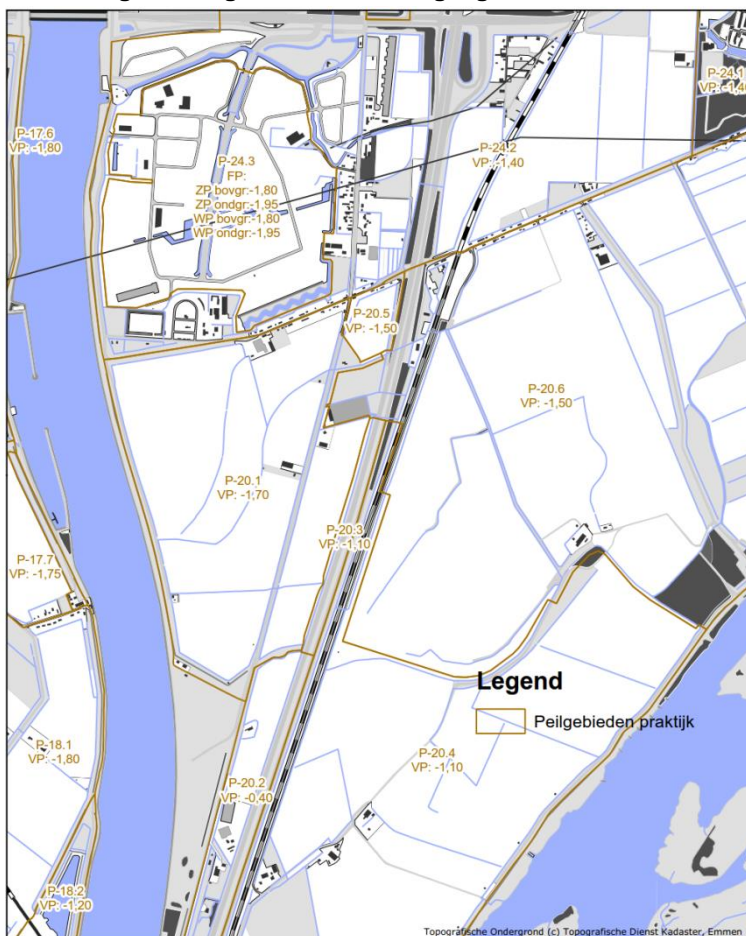 P-24.1
VP: -1,40
P-17.6
VP: -1,80
P-24.2
VP: -1,40
P-24.3
FP:
ZP bovgr:-1,80
ZP ondgr:-1,95
WP bovgr:-1,80
WP ondgr:-1,95
P-20.5
VP: -1,50
P-20.6
VP: -1,50
P-20.1
VP: -1,70
P-20.3
VP: -1,10
P-17.7
VP: -1,75
Legend
Peilgebieden praktijk
P-18.1
VP: -1,80
P-20.4
VP: -1,10
P-20.2
VP: -0,40
P-18.2
VP: -1,20
Topografische Ondergrond (c) Topografische Dienst Kadaster, Emmen